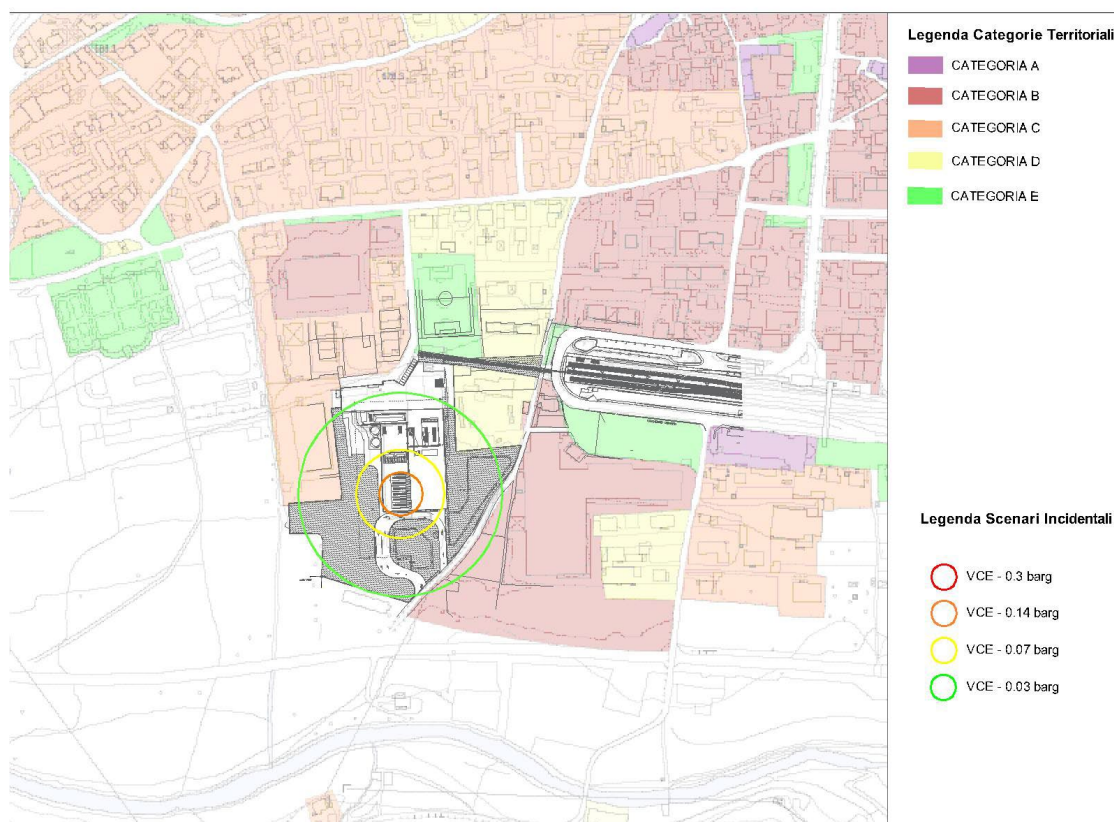 Legenda Categorie Territoriali
CATEGORIA A
CATEGORIA B
CATEGORIA C
CATEGORIA D
CATEGORIA E
Legenda Scenari Incidentali
VCE - 0.3 barg
VCE - 0.14 barg
VCE - 0.07 barg
VCE - 0.03 barg